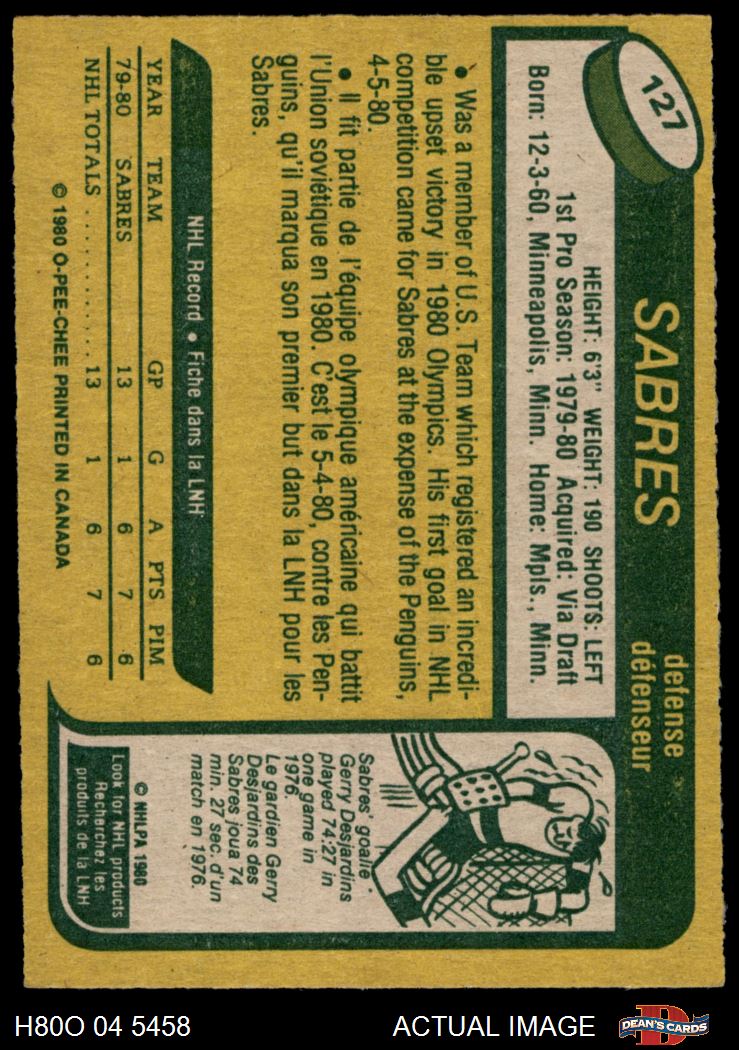 127
SABRES
defense
défenseur
HEIGHT: 6'3" WEIGHT: 190 SHOOTS: LEFT
1st Pro Season: 1979-80 Acquired: Via Draft
Born: 12-3-60, Minneapolis, Minn. Home: Mpls., Minn.
• Was a member of U.S. Team which registered an incredi-
ble upset victory in 1980 Olympics. His first goal in NHL
competition came for Sabres at the expense of the Penguins,
4-5-80.
• Il fit partie de l'équipe olympique américaine qui battit
l'Union soviétique en 1980. C'est le 5-4-80, contre les Pen-
guins, qu'il marqua son premier but dans la LNH pour les
Sabres.
NHL Record • Fiche dans la LNH
YEAR TEAM GP G A PTS PIM
79-80 SABRES 13 1 6 7 6
NHL TOTALS ........... 13 1 6 7 6
© 1980 O-PEE-CHEE PRINTED IN CANADA
Sabres' goalie
Gerry Desjardins
played 74:27 in
one game in
1976.
Le gardien Gerry
Desjardins des
Sabres joua 74
min. 27 sec. d'un
match en 1976.
© NHLPA 1980
Look for NHL products
Recherchez les
produits de la LNH
H80O 04 5458
ACTUAL IMAGE
D
DEAN'S CARDS